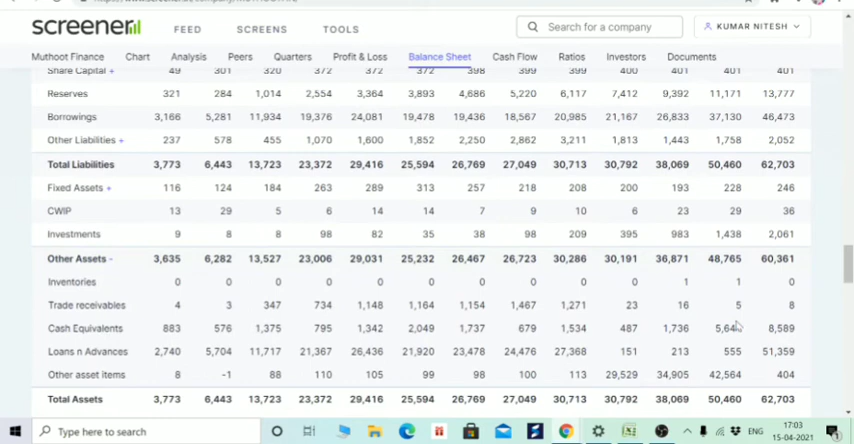 screener
FEED SCREENS TOOLS
Search for a company
KUMAR NITESH
Muthoot Finance Chart Analysis Peers Quarters Profit & Loss Balance Sheet Cash Flow Ratios Investors Documents
Share Capital + 49 301 320 372 372 372 398 399 399 400 401 401 401
Reserves 321 284 1,014 2,554 3,364 3,893 4,686 5,220 6,117 7,412 9,392 11,171 13,777
Borrowings 3,166 5,281 11,934 19,376 24,081 19,478 19,436 18,567 20,985 21,167 26,833 37,130 46,473
Other Liabilities + 237 578 455 1,070 1,600 1,852 2,250 2,862 3,211 1,813 1,443 1,758 2,052
Total Liabilities 3,773 6,443 13,723 23,372 29,416 25,594 26,769 27,049 30,713 30,792 38,069 50,460 62,703
Fixed Assets + 116 124 184 263 289 313 257 218 208 200 193 228 246
CWIP 13 29 5 6 14 14 7 9 10 6 23 29 36
Investments 9 8 8 98 82 35 38 98 209 395 983 1,438 2,061
Other Assets - 3,635 6,282 13,527 23,006 29,031 25,232 26,467 26,723 30,286 30,191 36,871 48,765 60,361
Inventories 0 0 0 0 0 0 0 0 0 0 1 1 0
Trade receivables 4 3 347 734 1,148 1,164 1,154 1,467 1,271 23 16 5 8
Cash Equivalents 883 576 1,375 795 1,342 2,049 1,737 679 1,534 487 1,736 8,589
Loans n Advances 2,740 5,704 11,717 21,367 26,436 21,920 23,478 24,476 27,368 151 213 555 51,359
Other asset items 8 -1 88 110 105 99 98 100 113 29,529 34,905 42,564 404
Total Assets 3,773 6,443 13,723 23,372 29,416 25,594 26,769 27,049 30,713 30,792 38,069 50,460 62,703
Type here to search
ENG
17:03
15-04-2021